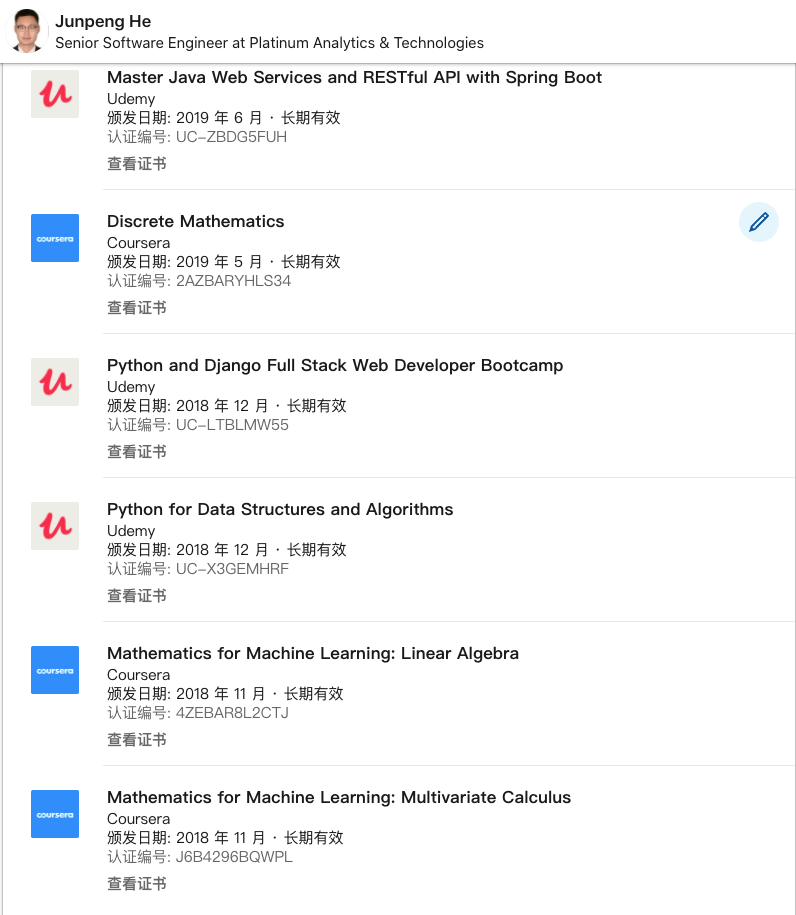 Junpeng He
Senior Software Engineer at Platinum Analytics & Technologies
Master Java Web Services and RESTful API with Spring Boot
Udemy
颁发日期: 2019 年 6 月 · 长期有效
认证编号: UC-ZBDG5FUH
查看证书
coursera
Discrete Mathematics
Coursera
颁发日期: 2019 年 5 月 · 长期有效
认证编号: 2AZBARYHLS34
查看证书
Python and Django Full Stack Web Developer Bootcamp
Udemy
颁发日期: 2018 年 12 月 · 长期有效
认证编号: UC-LTBLMW55
查看证书
Python for Data Structures and Algorithms
Udemy
颁发日期: 2018 年 12 月 · 长期有效
认证编号: UC-X3GEMHRF
查看证书
coursera
Mathematics for Machine Learning: Linear Algebra
Coursera
颁发日期: 2018 年 11 月 · 长期有效
认证编号: 4ZEBAR8L2CTJ
查看证书
coursera
Mathematics for Machine Learning: Multivariate Calculus
Coursera
颁发日期: 2018 年 11 月 · 长期有效
认证编号: J6B4296BQWPL
查看证书